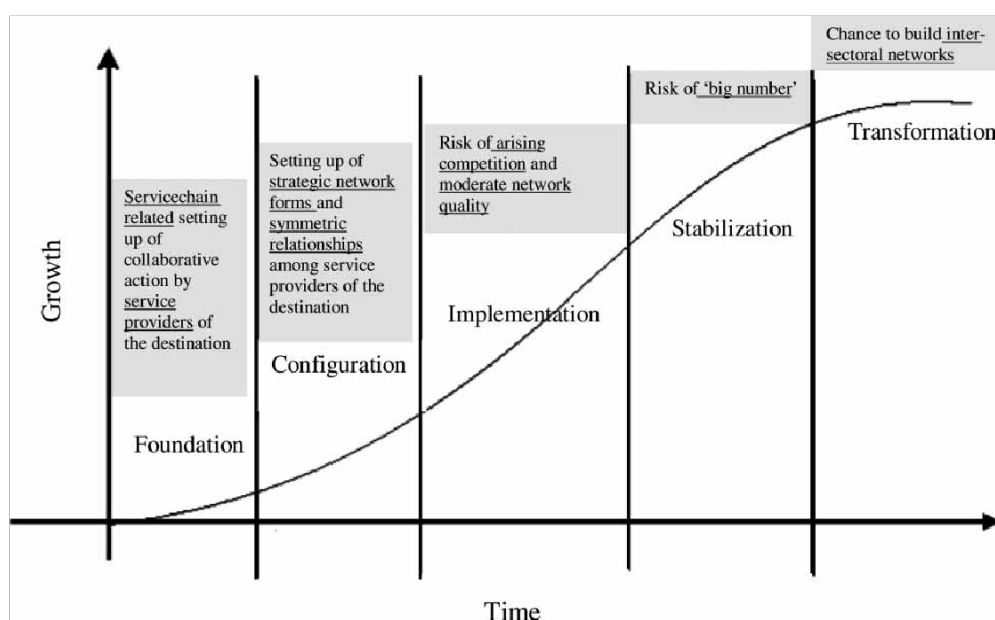 Chance to build inter-
sectoral networks
Risk of ‘big number’
Transformation
Risk of arising
competition and
moderate network
quality
Setting up of
strategic network
forms and
symmetric
relationships
among service
providers of the
destination
Servicechain
related setting
up of
collaborative
action by
service
providers of
the destination
Stabilization
Implementation
Configuration
Foundation
Growth
Time